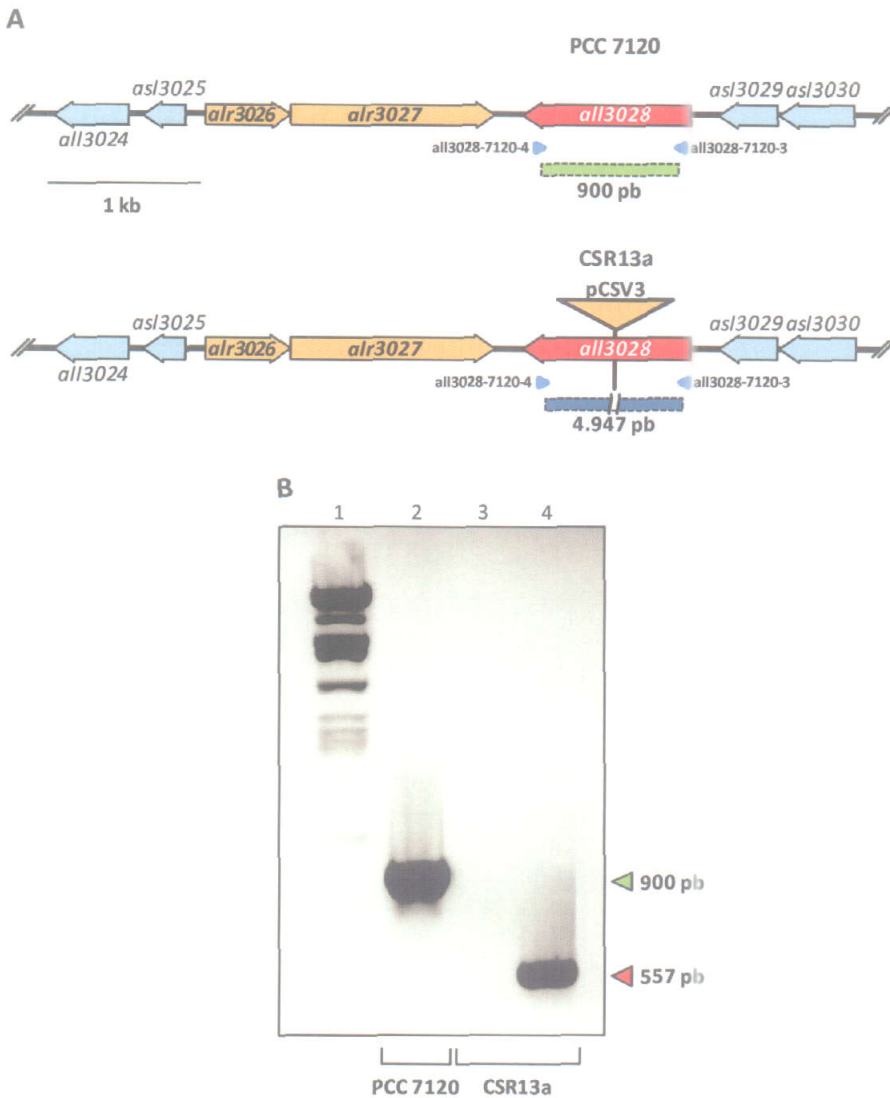 A
PCC 7120
asl3025
asl3029 asl3030
alr3026
alr3027
all3028
all3024
all3028-7120-4
all3028-7120-3
900 pb
1 kb
CSR13a
pCSV3
asl3025
asl3029 asl3030
alr3026
alr3027
all3028
all3024
all3028-7120-4
all3028-7120-3
4.947 pb
B
1 2 3 4
900 pb
557 pb
PCC 7120 CSR13a